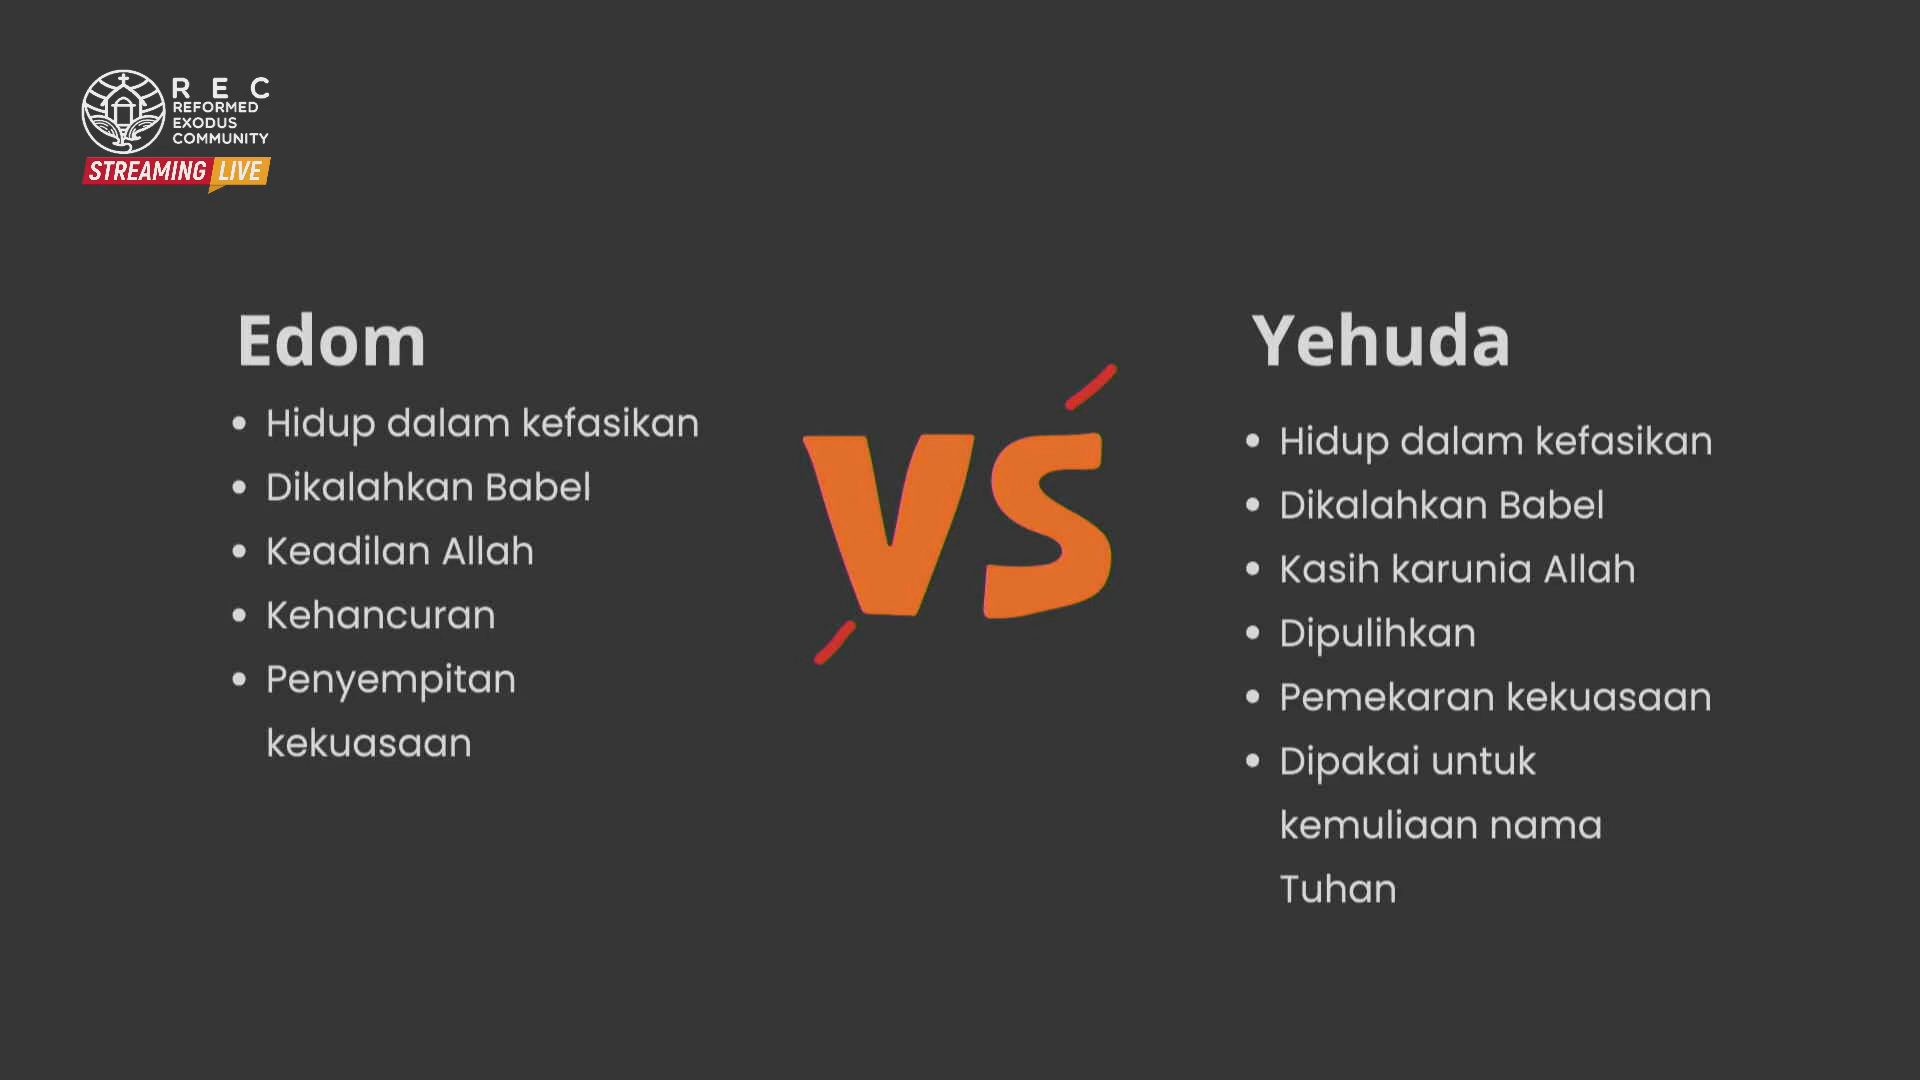 R E C
REFORMED
EXODUS
COMMUNITY
STREAMING LIVE
Edom
• Hidup dalam kefasikan
• Dikalahkan Babel
• Keadilan Allah
• Kehancuran
• Penyempitan
kekuasaan
VS
Yehuda
• Hidup dalam kefasikan
• Dikalahkan Babel
• Kasih karunia Allah
• Dipulihkan
• Pemekaran kekuasaan
• Dipakai untuk
kemuliaan nama
Tuhan